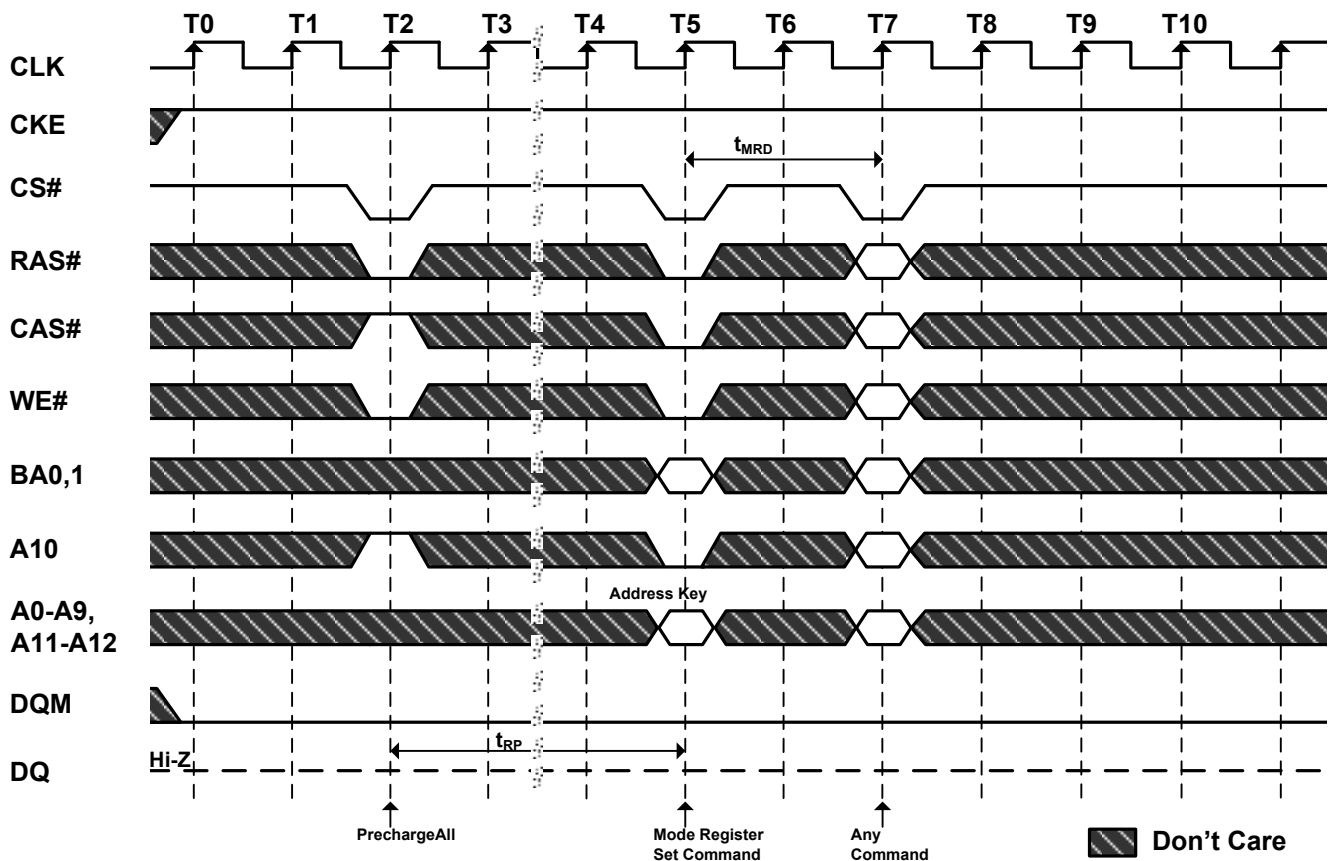 T0 T1 T2 T3 T4 T5 T6 T7 T8 T9 T10
CLK
CKE
tMRD
CS#
RAS#
CAS#
WE#
BA0,1
A10
Address Key
A0-A9,
A11-A12
DQM
tRP
Hi-Z
DQ
PrechargeAll
Mode Register
Set Command
Any
Command
Don't Care